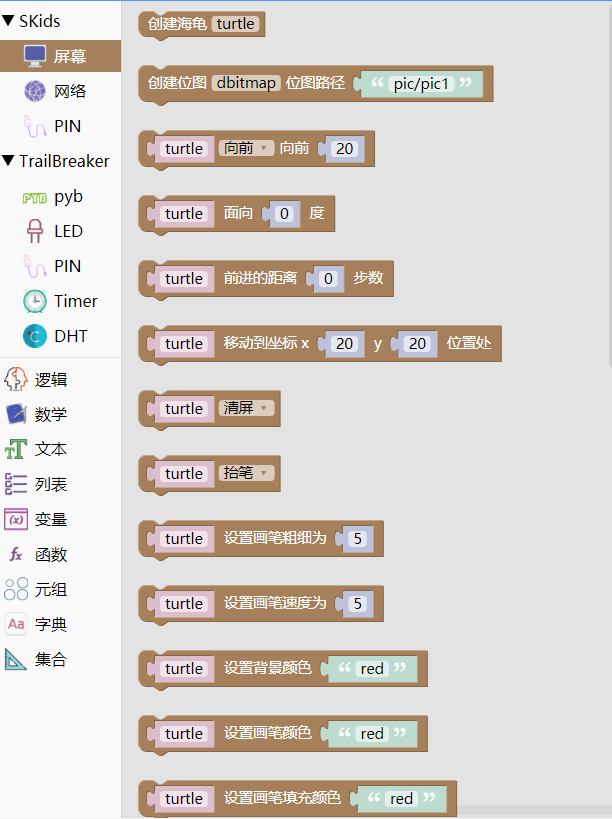 SKids
屏幕
网络
PIN
TrailBreaker
PYB pyb
LED
PIN
Timer
C DHT
逻辑
数学
TT 文本
列表
(x) 变量
fx 函数
元组
Aa 字典
集合
创建海龟 turtle
创建位图 dbitmap 位图路径 “ pic/pic1 ”
turtle 向前 向前 20
turtle 面向 0 度
turtle 前进的距离 0 步数
turtle 移动到坐标 x 20 y 20 位置处
turtle 清屏
turtle 抬笔
turtle 设置画笔粗细为 5
turtle 设置画笔速度为 5
turtle 设置背景颜色 “ red ”
turtle 设置画笔颜色 “ red ”
turtle 设置画笔填充颜色 “ red ”